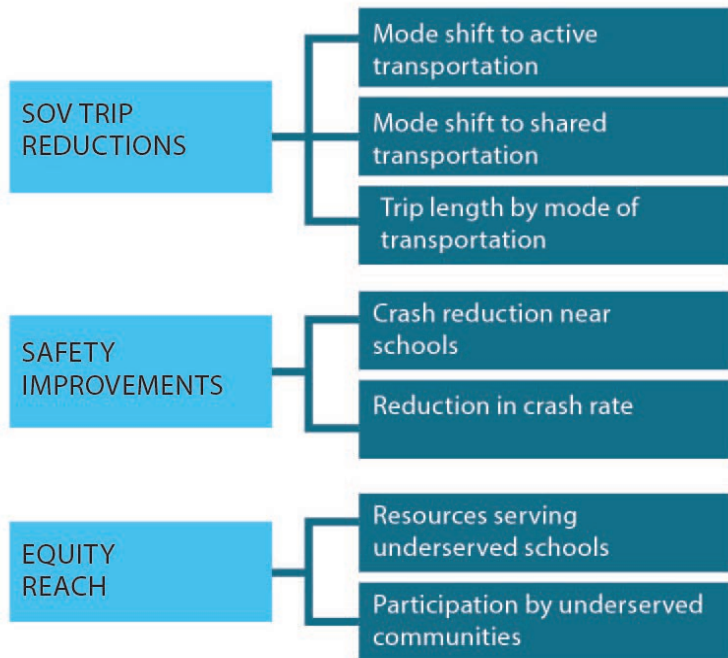 SOV TRIP
REDUCTIONS
Mode shift to active
transportation
Mode shift to shared
transportation
Trip length by mode of
transportation
SAFETY
IMPROVEMENTS
Crash reduction near
schools
Reduction in crash rate
EQUITY
REACH
Resources serving
underserved schools
Participation by underserved
communities